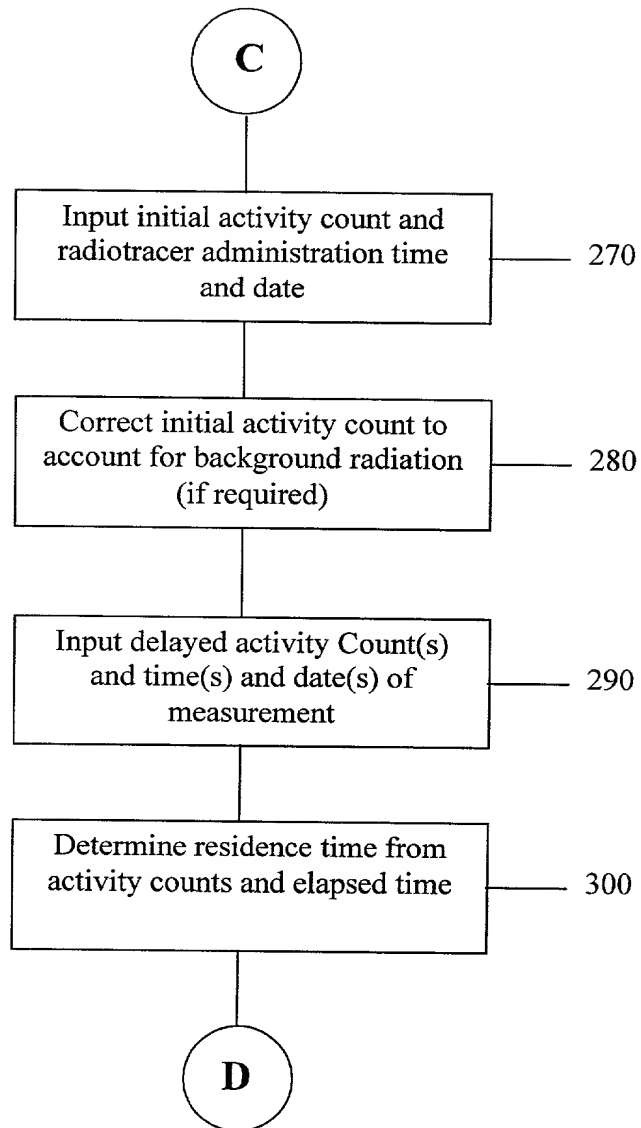 C
Input initial activity count and
radiotracer administration time
and date
270
Correct initial activity count to
account for background radiation
(if required)
280
Input delayed activity Count(s)
and time(s) and date(s) of
measurement
290
Determine residence time from
activity counts and elapsed time
300
D